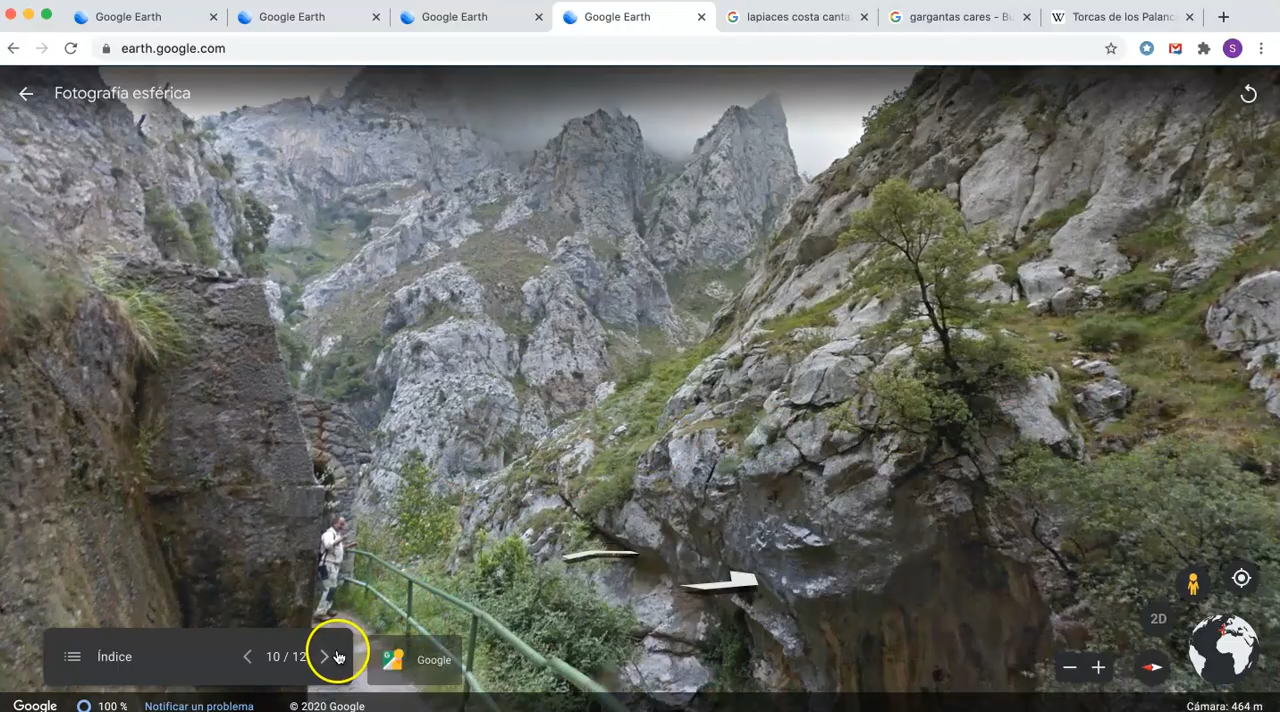 Google Earth
Google Earth
Google Earth
Google Earth
lapiaces costa canta
gargantas cares - Bu
Torcas de los Palanc
earth.google.com
S
Fotografía esférica
Índice
10 / 12
Google
2D
Google
100 %
Notificar un problema
© 2020 Google
Cámara: 464 m